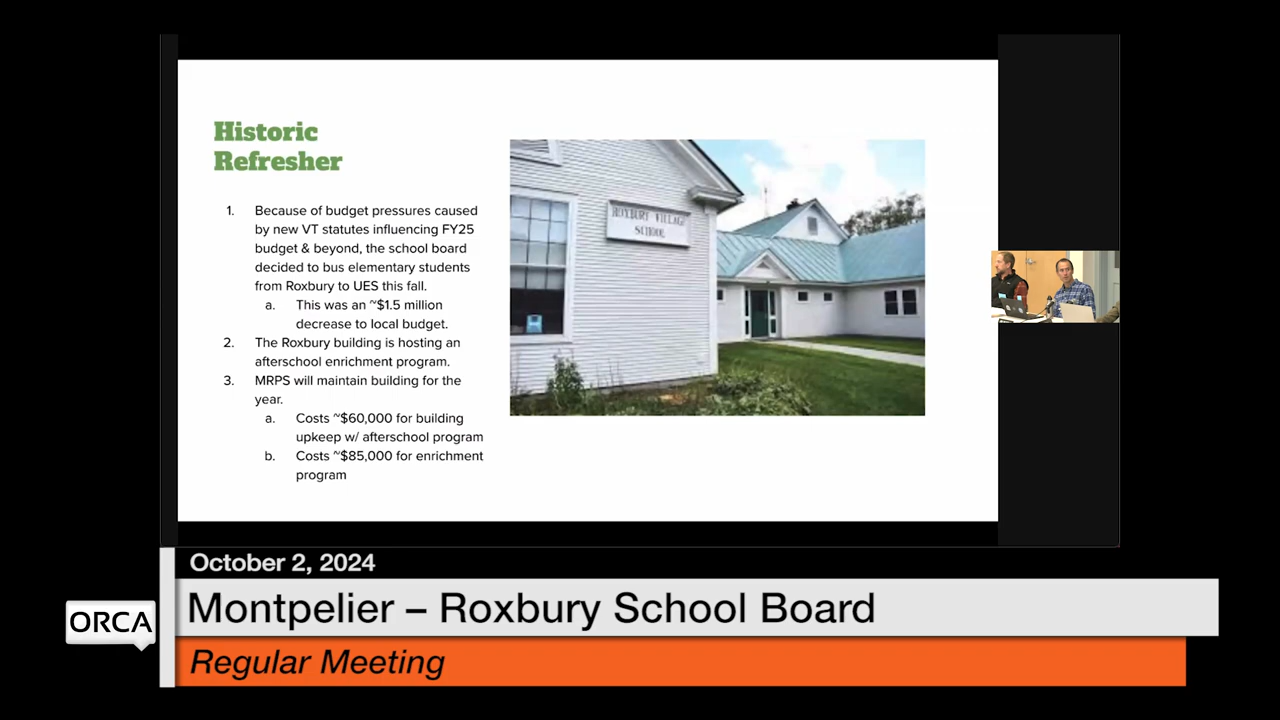 Historic
Refresher
1. Because of budget pressures caused
by new VT statutes influencing FY25
budget & beyond, the school board
decided to bus elementary students
from Roxbury to UES this fall.
a. This was an ~$1.5 million
decrease to local budget.
2. The Roxbury building is hosting an
afterschool enrichment program.
3. MRPS will maintain building for the
year.
a. Costs ~$60,000 for building
upkeep w/ afterschool program
b. Costs ~$85,000 for enrichment
program
ROXBURY VILLAGE
SCHOOL
October 2, 2024
ORCA
Montpelier – Roxbury School Board
Regular Meeting